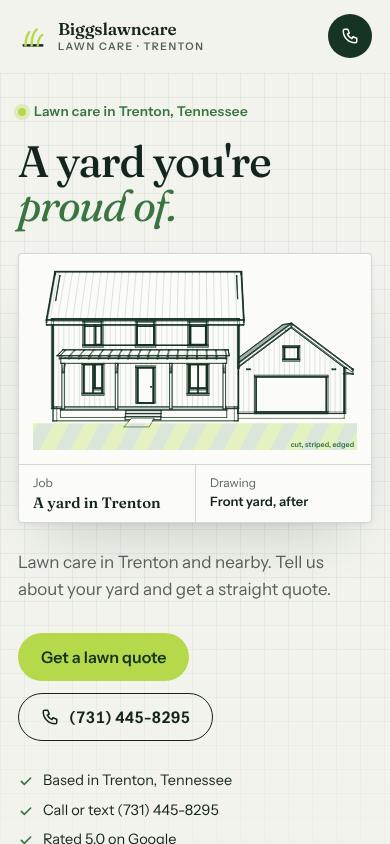 Biggslawncare
LAWN CARE · TRENTON
Lawn care in Trenton, Tennessee
A yard you're
proud of.
cut, striped, edged
Job
A yard in Trenton
Drawing
Front yard, after
Lawn care in Trenton and nearby. Tell us
about your yard and get a straight quote.
Get a lawn quote
(731) 445-8295
Based in Trenton, Tennessee
Call or text (731) 445-8295
Rated 5.0 on Google